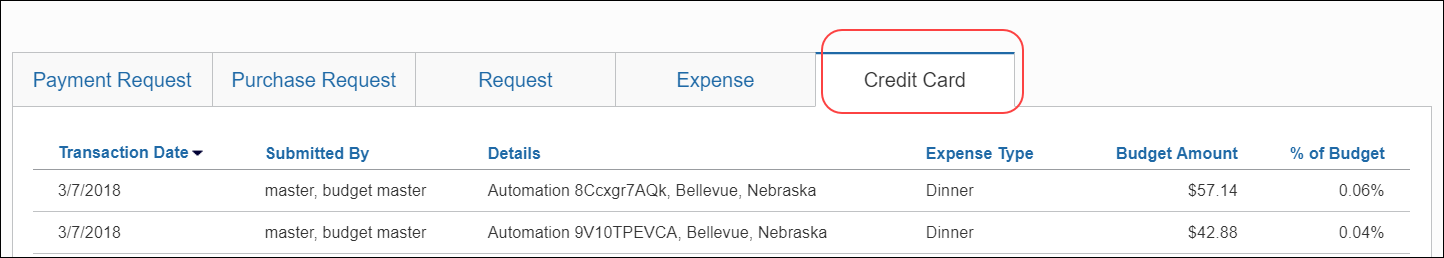 Payment Request Purchase Request Request Expense Credit Card
Transaction Date Submitted By Details Expense Type Budget Amount % of Budget
3/7/2018 master, budget master Automation 8Ccxgr7AQk, Bellevue, Nebraska Dinner $57.14 0.06%
3/7/2018 master, budget master Automation 9V10TPEVCA, Bellevue, Nebraska Dinner $42.88 0.04%